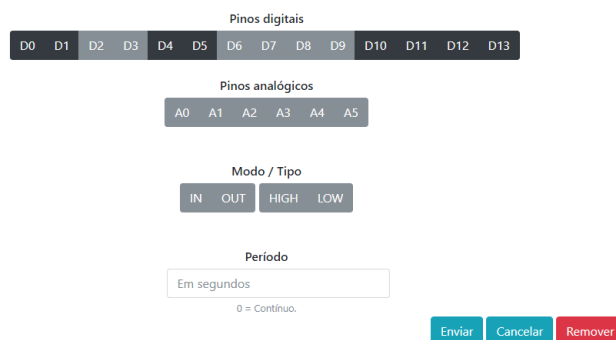 Pinos digitais
D0 D1 D2 D3 D4 D5 D6 D7 D8 D9 D10 D11 D12 D13
Pinos analógicos
A0 A1 A2 A3 A4 A5
Modo / Tipo
IN OUT HIGH LOW
Período
Em segundos
0 = Contínuo.
Enviar Cancelar Remover